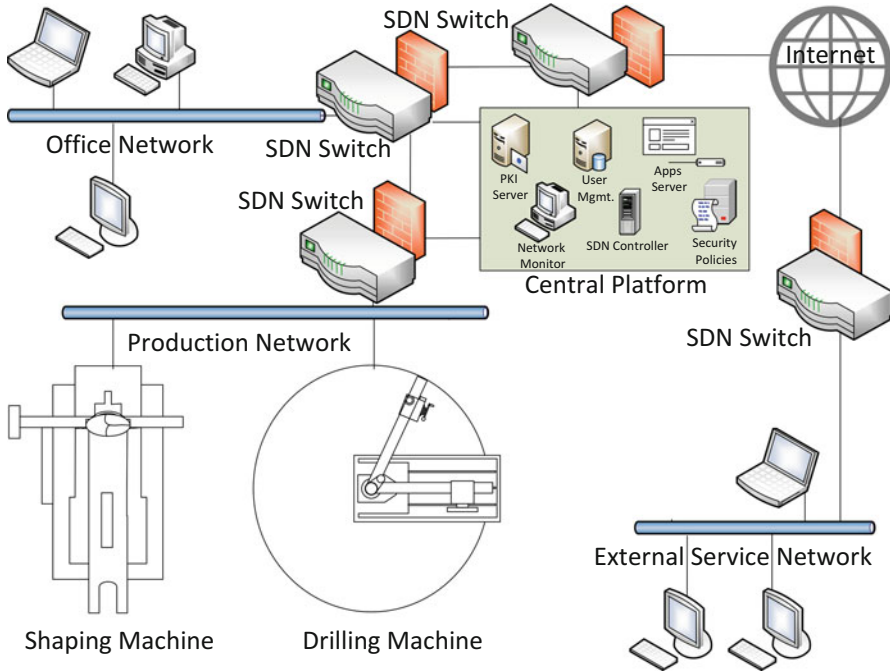 SDN Switch
Internet
Office Network
SDN Switch
SDN Switch
PKI
Server
User
Mgmt.
Apps
Server
Network
Monitor
SDN Controller
Security
Policies
Central Platform
SDN Switch
Production Network
External Service Network
Shaping Machine
Drilling Machine